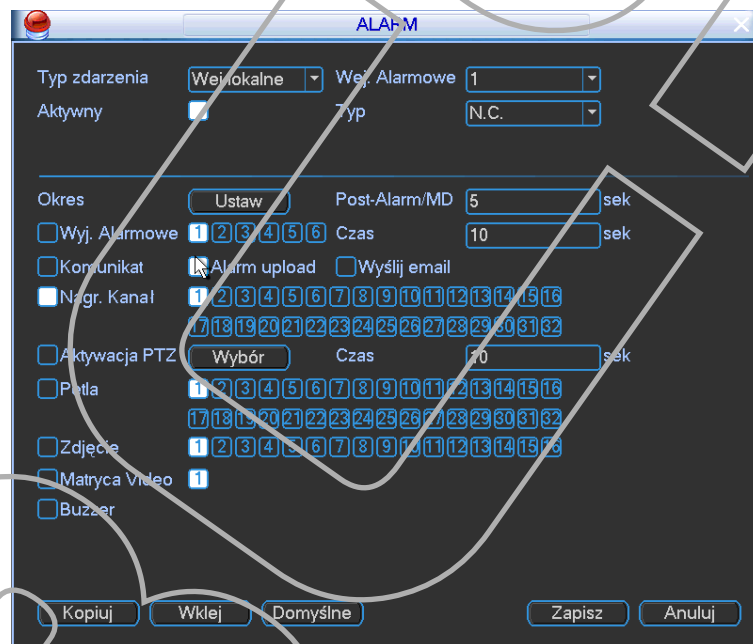 ALARM
Typ zdarzenia Wej lokalne Wej. Alarmowe 1
Aktywny Typ N.C.
Okres Ustaw Post-Alarm/MD 5 sek
Wyj. Alarmowe 1 2 3 4 5 6 Czas 10 sek
Komunikat Alarm upload Wyślij email
Nagr. Kanał 1 2 3 4 5 6 7 8 9 10 11 12 13 14 15 16
17 18 19 20 21 22 23 24 25 26 27 28 29 30 31 32
Aktywacja PTZ Wybór Czas 10 sek
Pętla 1 2 3 4 5 6 7 8 9 10 11 12 13 14 15 16
17 18 19 20 21 22 23 24 25 26 27 28 29 30 31 32
Zdjęcie 1 2 3 4 5 6 7 8 9 10 11 12 13 14 15 16
Matryca Video 1
Buzzer
Kopiuj Wklej Domyślne Zapisz Anuluj